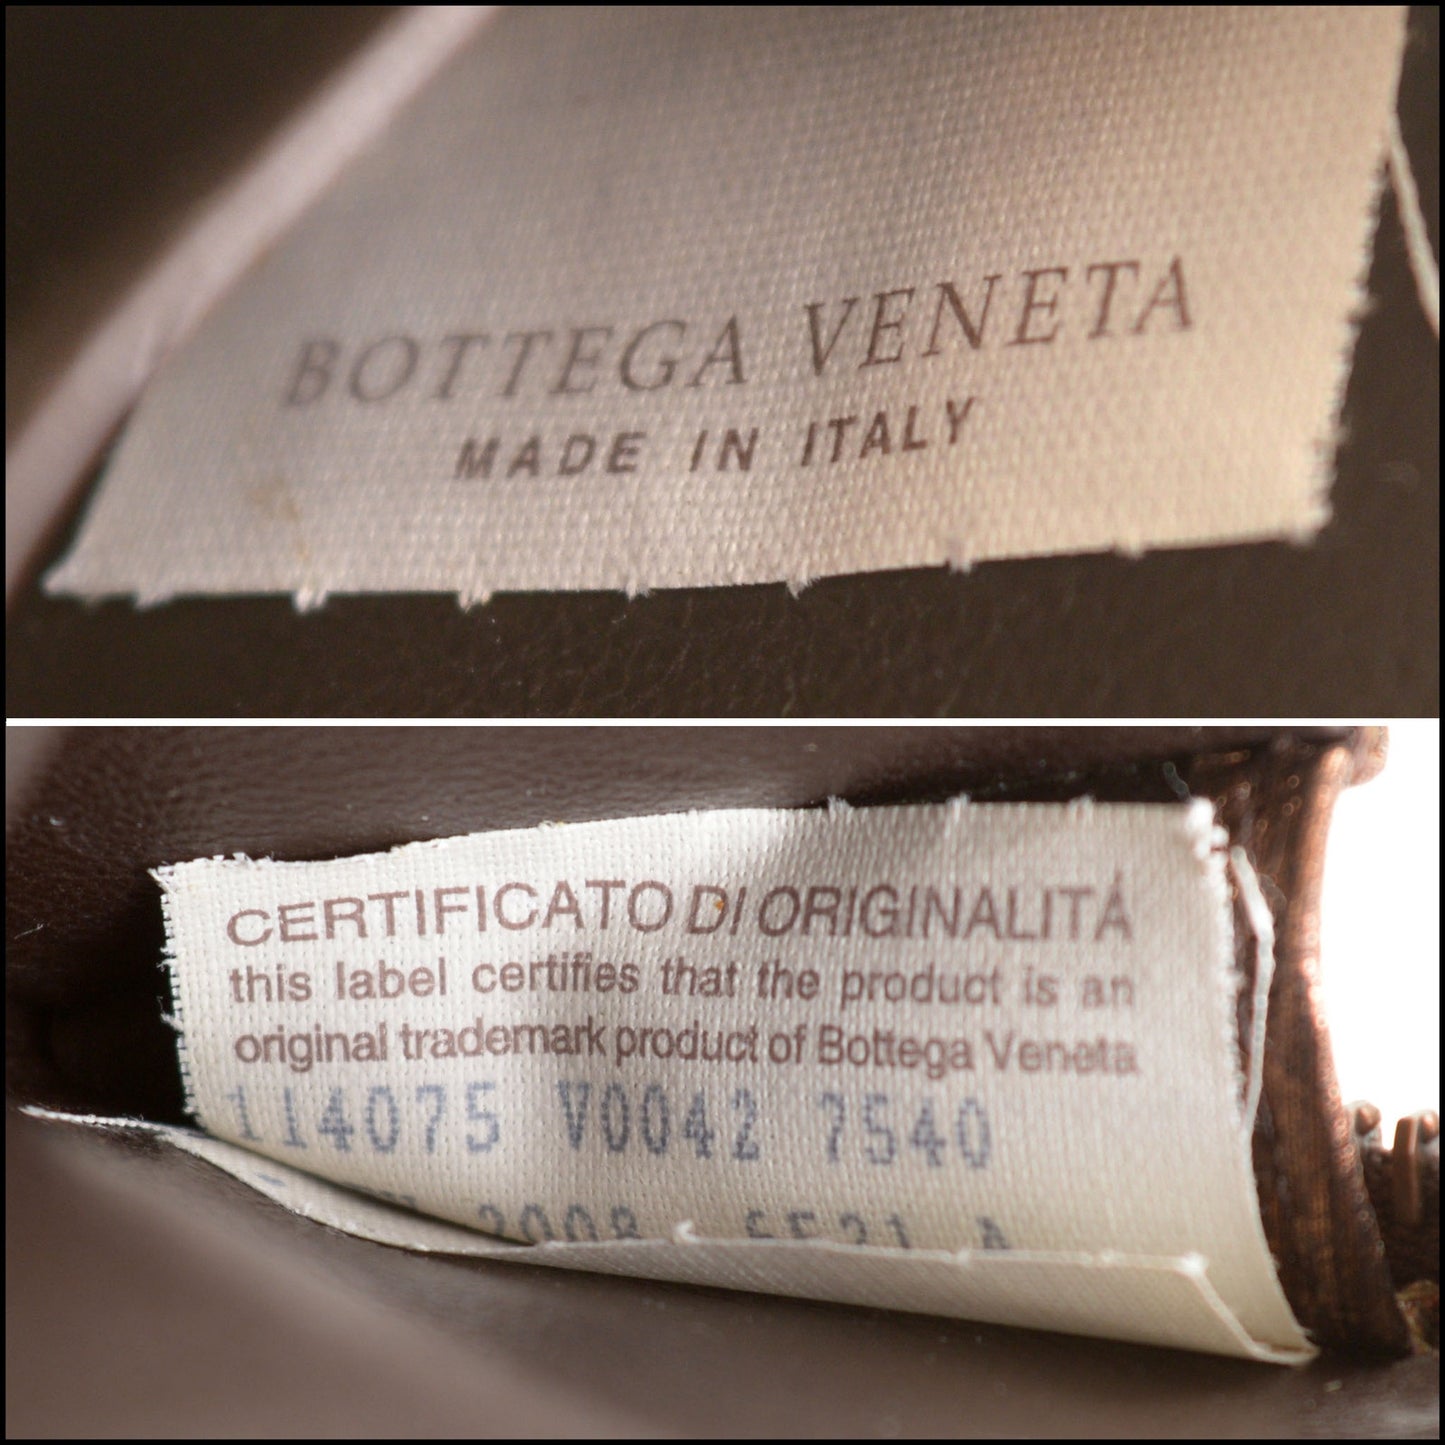 BOTTEGA VENETA
MADE IN ITALY
CERTIFICATO DI ORIGINALITÁ
this label certifies that the product is an
original trademark product of Bottega Veneta
114075 V0042 7540
2008